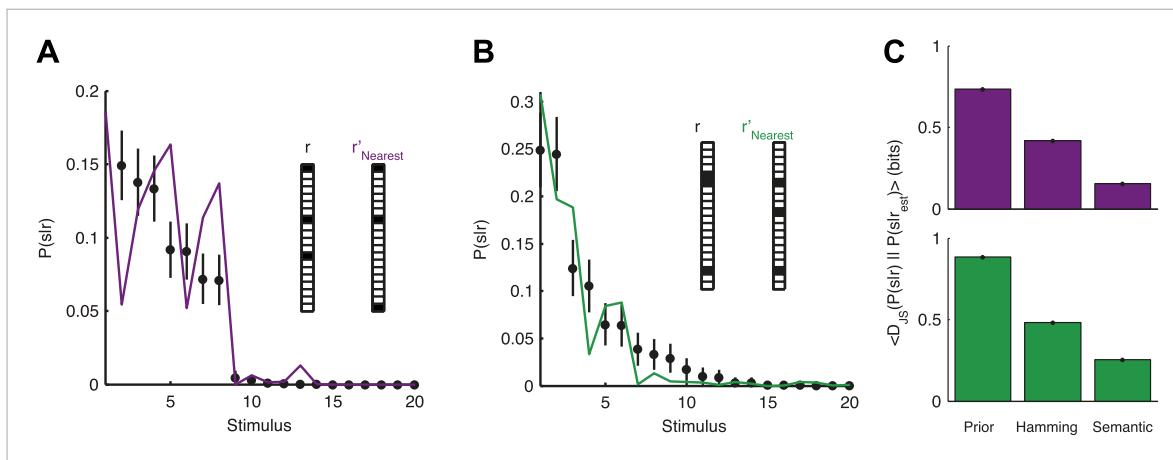 A
0.2
0.15
0.1
0.05
0
P(s|r)
5
10
15
20
Stimulus
r
r'Nearest
B
0.3
0.25
0.2
0.15
0.1
0.05
0
P(s|r)
5
10
15
20
Stimulus
r
r'Nearest
C
1
0.5
0
1
0.5
0
<DJS(P(s|r) || P(s|rest)> (bits)
Prior Hamming Semantic